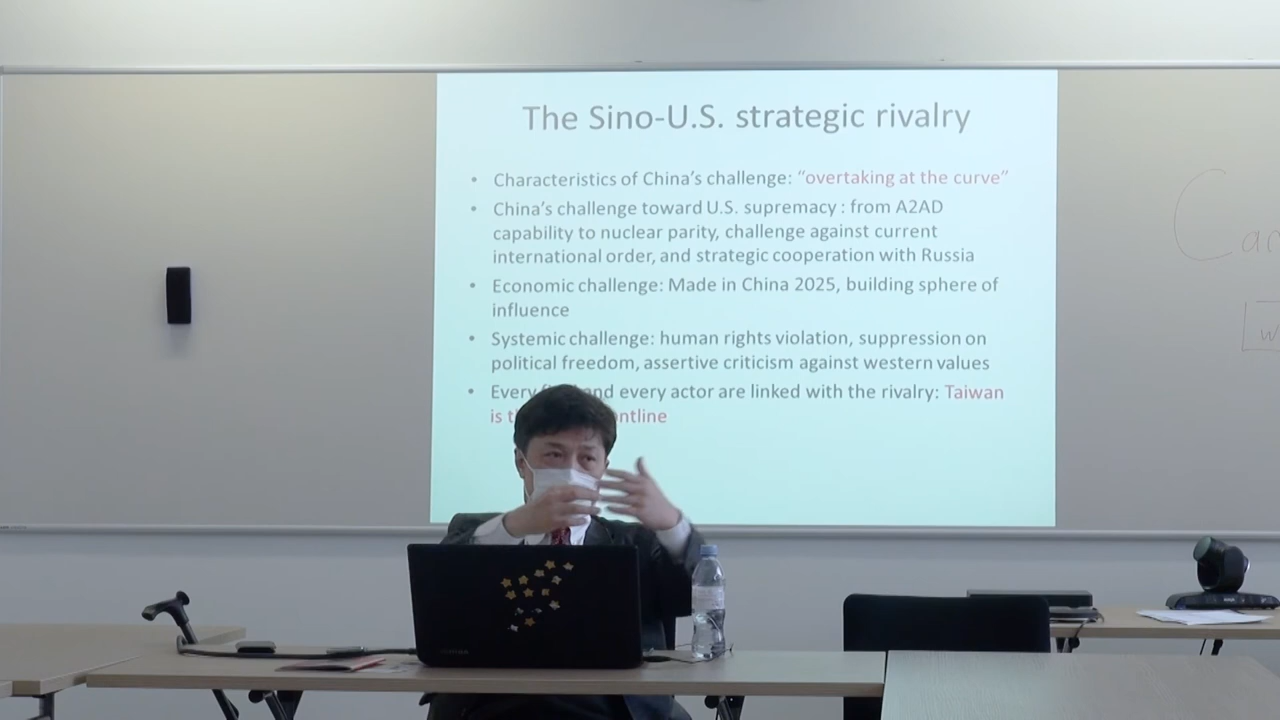 The Sino-U.S. strategic rivalry
• Characteristics of China's challenge: “overtaking at the curve”
• China's challenge toward U.S. supremacy : from A2AD
capability to nuclear parity, challenge against current
international order, and strategic cooperation with Russia
• Economic challenge: Made in China 2025, building sphere of
influence
• Systemic challenge: human rights violation, suppression on
political freedom, assertive criticism against western values
• Every and every actor are linked with the rivalry: Taiwan
is